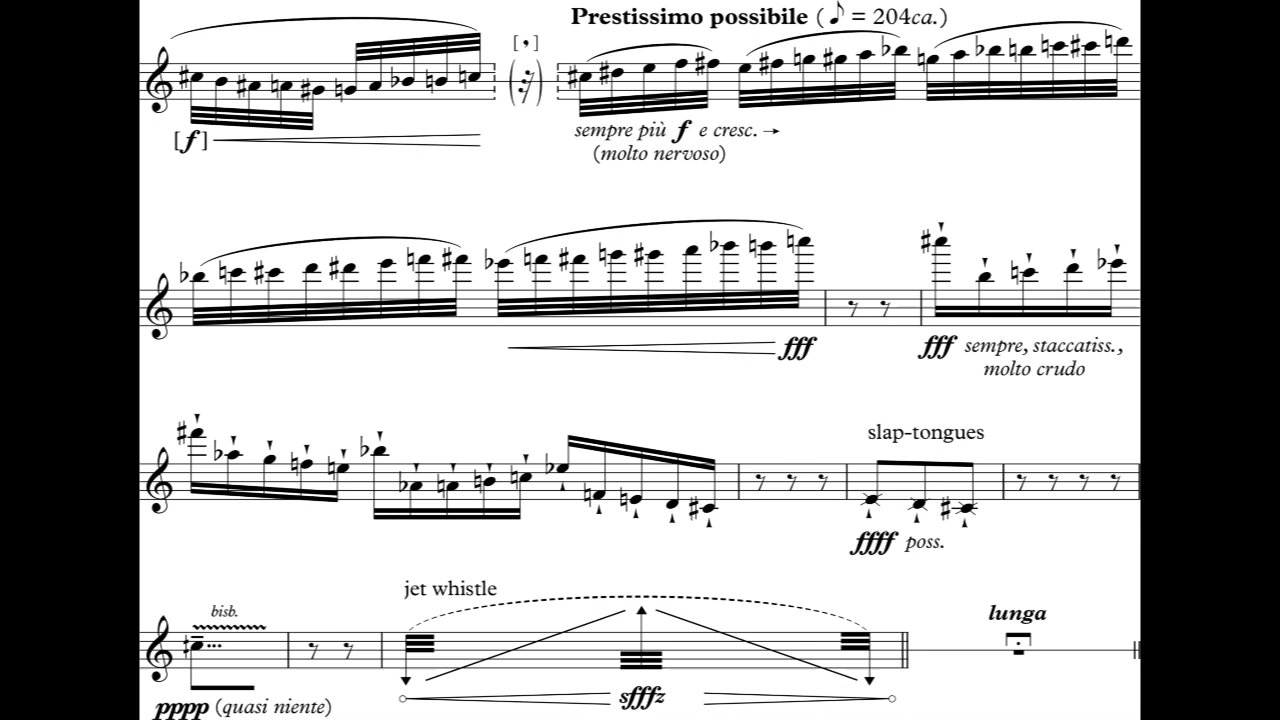 Prestissimo possibile (♪ = 204ca.)
[,]
[f]
sempre più f e cresc. →
(molto nervoso)
fff
fff sempre, staccatiss.,
molto crudo
slap-tongues
ffff poss.
bisb.
jet whistle
lunga
pppp (quasi niente)
sfffz